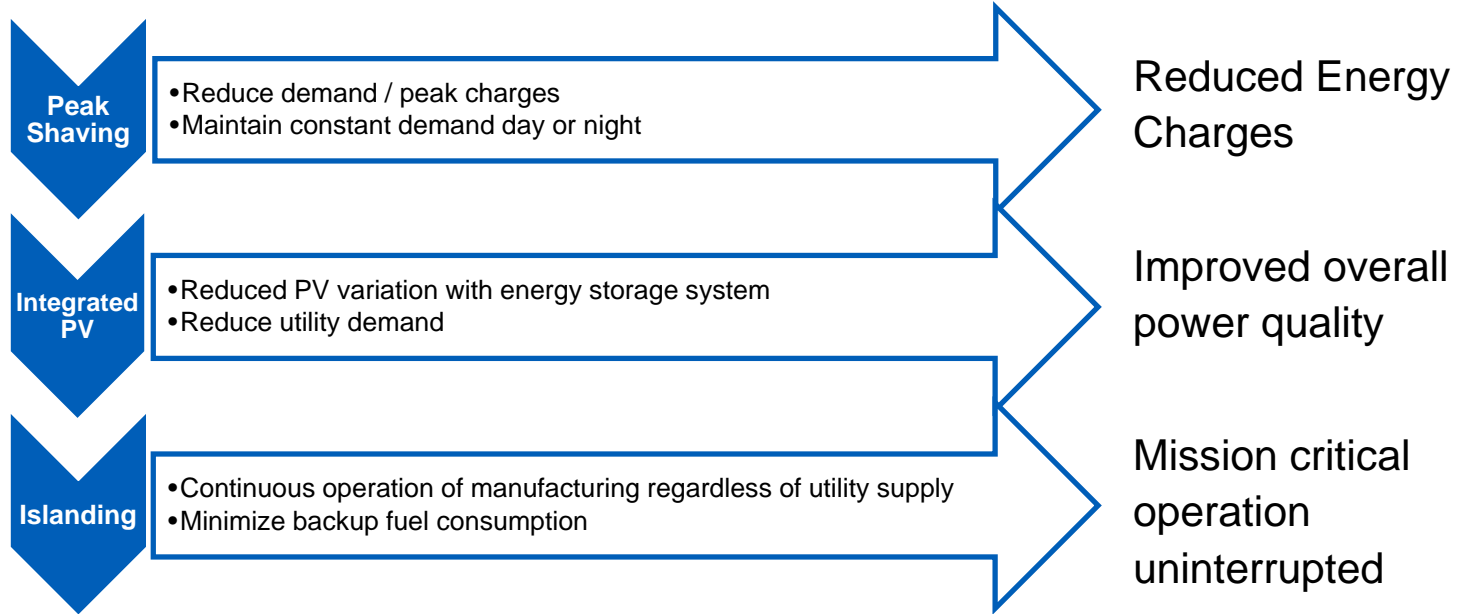 Peak
Shaving
•Reduce demand / peak charges
•Maintain constant demand day or night
Reduced Energy
Charges
Integrated
PV
•Reduced PV variation with energy storage system
•Reduce utility demand
Improved overall
power quality
Islanding
•Continuous operation of manufacturing regardless of utility supply
•Minimize backup fuel consumption
Mission critical
operation
uninterrupted